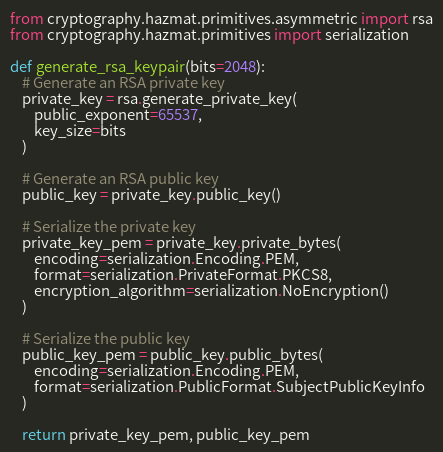 from cryptography.hazmat.primitives.asymmetric import rsa
from cryptography.hazmat.primitives import serialization

def generate_rsa_keypair(bits=2048):
    # Generate an RSA private key
    private_key = rsa.generate_private_key(
        public_exponent=65537,
        key_size=bits
    )

    # Generate an RSA public key
    public_key = private_key.public_key()

    # Serialize the private key
    private_key_pem = private_key.private_bytes(
        encoding=serialization.Encoding.PEM,
        format=serialization.PrivateFormat.PKCS8,
        encryption_algorithm=serialization.NoEncryption()
    )

    # Serialize the public key
    public_key_pem = public_key.public_bytes(
        encoding=serialization.Encoding.PEM,
        format=serialization.PublicFormat.SubjectPublicKeyInfo
    )

    return private_key_pem, public_key_pem